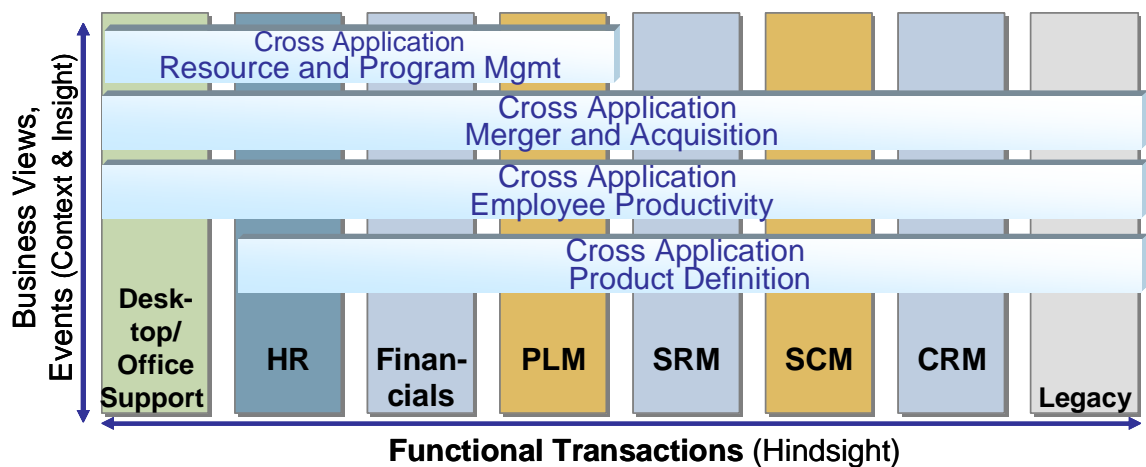 Business Views,
Events (Context & Insight)
Cross Application
Resource and Program Mgmt
Cross Application
Merger and Acquisition
Cross Application
Employee Productivity
Cross Application
Product Definition
Desk-
top/
Office
Support
HR
Finan-
cials
PLM
SRM
SCM
CRM
Legacy
Functional Transactions (Hindsight)